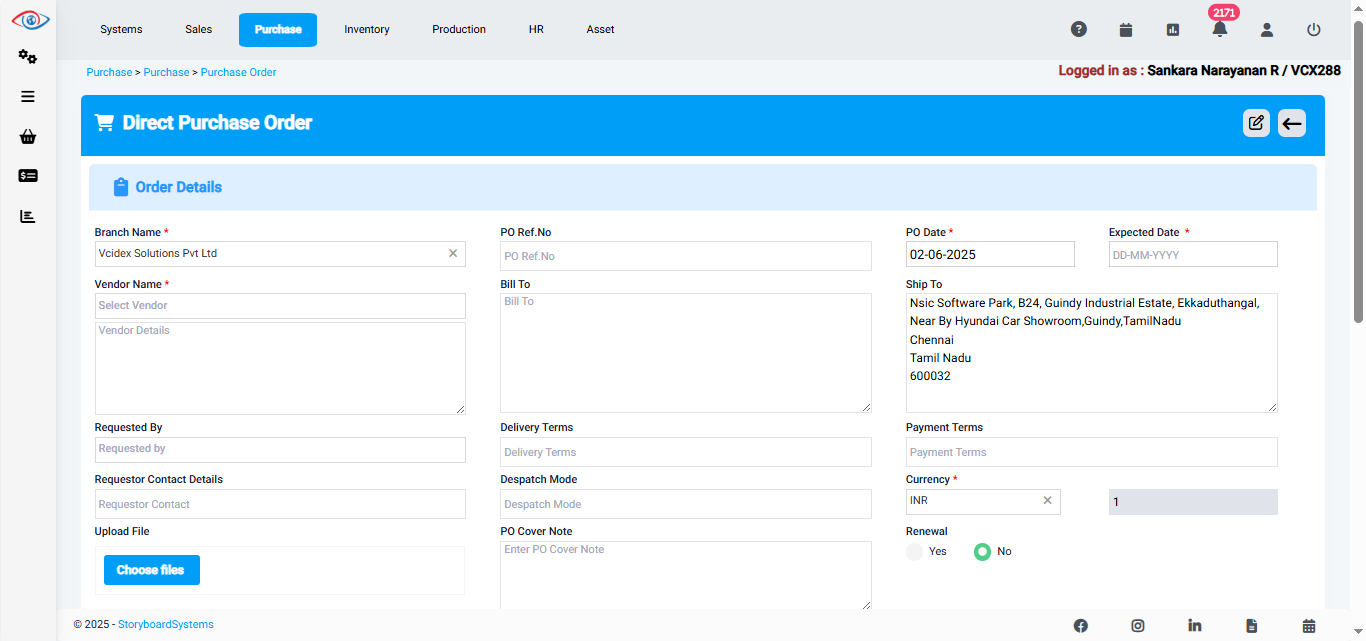 Systems
Sales
Purchase
Inventory
Production
HR
Asset
2171
Purchase > Purchase > Purchase Order
Logged in as : Sankara Narayanan R / VCX288
Direct Purchase Order
Order Details
Branch Name *
Vcidex Solutions Pvt Ltd
PO Ref.No
PO Ref.No
PO Date *
02-06-2025
Expected Date *
DD-MM-YYYY
Vendor Name *
Select Vendor
Vendor Details
Bill To
Bill To
Ship To
Nsic Software Park, B24, Guindy Industrial Estate, Ekkaduthangal,
Near By Hyundai Car Showroom,Guindy,TamilNadu
Chennai
Tamil Nadu
600032
Requested By
Requested by
Delivery Terms
Delivery Terms
Payment Terms
Payment Terms
Requestor Contact Details
Requestor Contact
Despatch Mode
Despatch Mode
Currency *
INR
1
Upload File
Choose files
PO Cover Note
Enter PO Cover Note
Renewal
Yes
No
© 2025 - StoryboardSystems